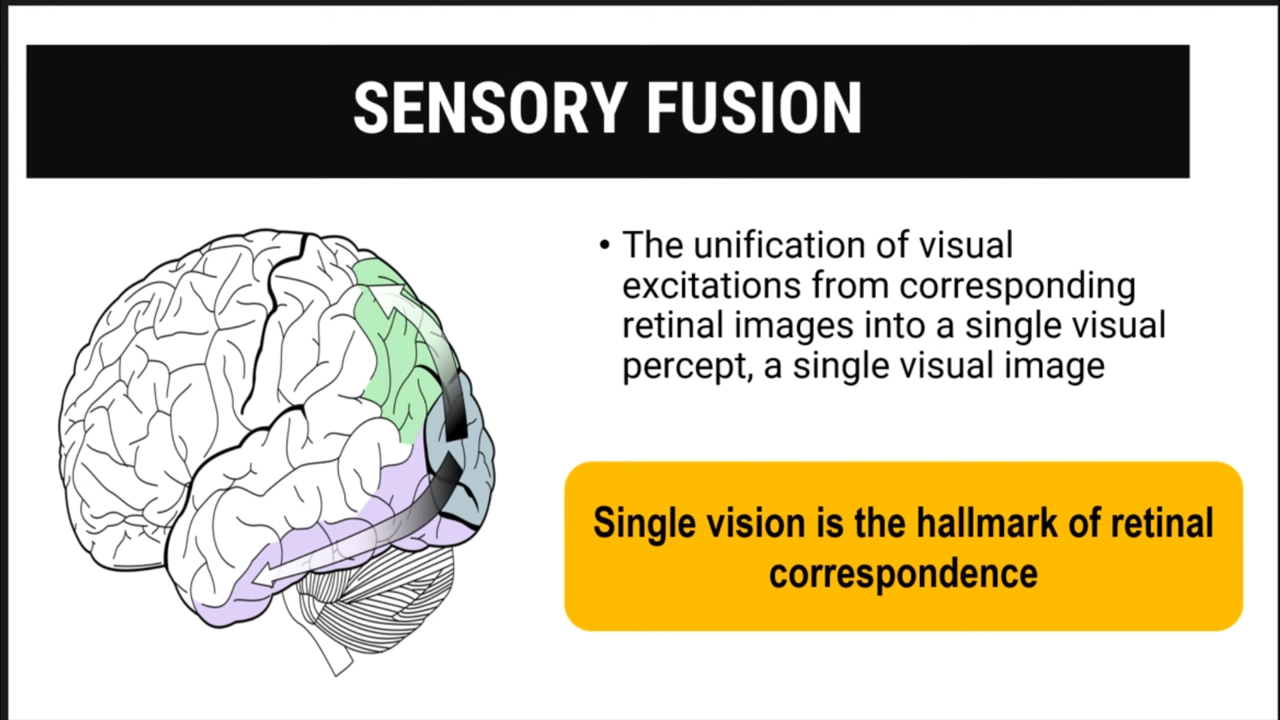 SENSORY FUSION
• The unification of visual
excitations from corresponding
retinal images into a single visual
percept, a single visual image
Single vision is the hallmark of retinal
correspondence